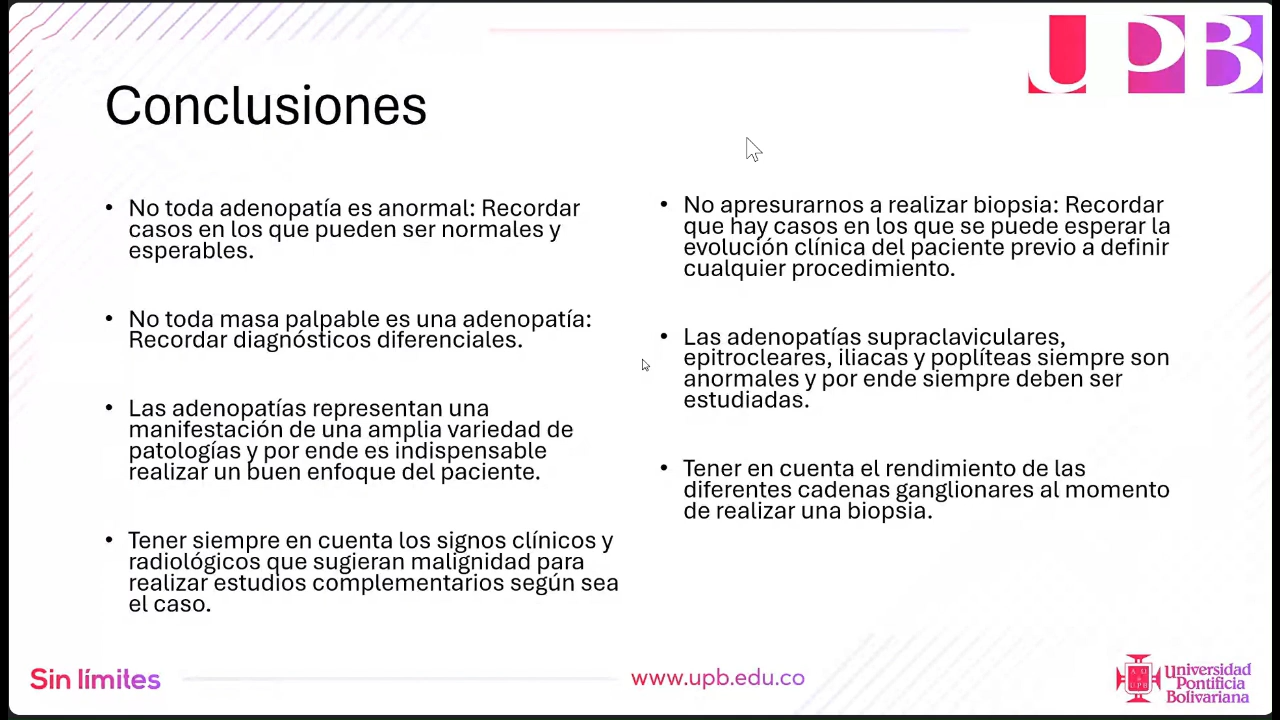 UPB
Conclusiones
• No toda adenopatía es anormal: Recordar
casos en los que pueden ser normales y
esperables.
• No toda masa palpable es una adenopatía:
Recordar diagnósticos diferenciales.
• Las adenopatías representan una
manifestación de una amplia variedad de
patologías y por ende es indispensable
realizar un buen enfoque del paciente.
• Tener siempre en cuenta los signos clínicos y
radiológicos que sugieran malignidad para
realizar estudios complementarios según sea
el caso.
• No apresurarnos a realizar biopsia: Recordar
que hay casos en los que se puede esperar la
evolución clínica del paciente previo a definir
cualquier procedimiento.
• Las adenopatías supraclaviculares,
epitrocleares, iliacas y poplíteas siempre son
anormales y por ende siempre deben ser
estudiadas.
• Tener en cuenta el rendimiento de las
diferentes cadenas ganglionares al momento
de realizar una biopsia.
Sin límites
www.upb.edu.co
Universidad
Pontificia
Bolivariana